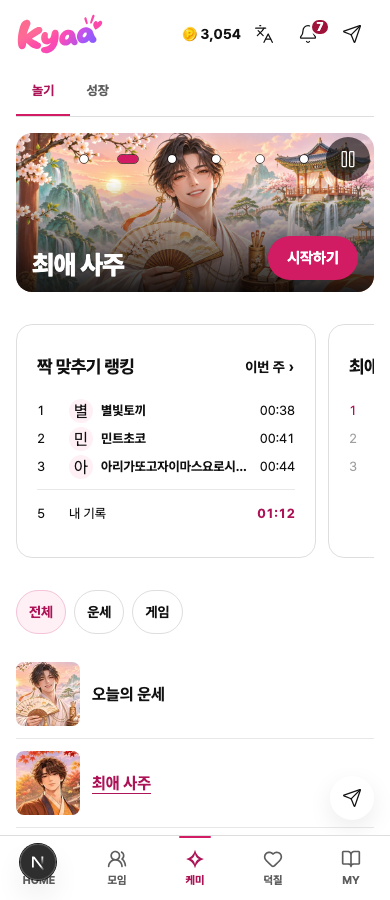 kyaa
3,054
7
놀기 성장
최애 사주
시작하기
짝 맞추기 랭킹 이번 주 ›
1 별 별빛토끼 00:38
2 민 민트초코 00:41
3 아 아리가또고자이마스요로시... 00:44
5 내 기록 01:12
최애
1
2
3
전체 운세 게임
오늘의 운세
최애 사주
N
HOME 모임 케미 덕질 MY